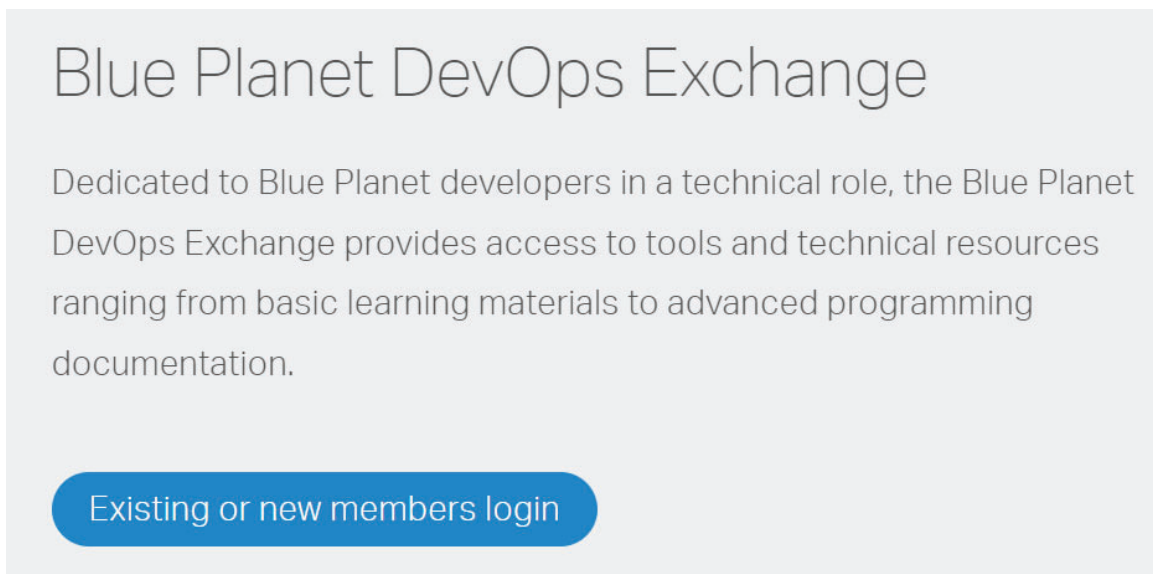 Blue Planet DevOps Exchange
Dedicated to Blue Planet developers in a technical role, the Blue Planet
DevOps Exchange provides access to tools and technical resources
ranging from basic learning materials to advanced programming
documentation.
Existing or new members login